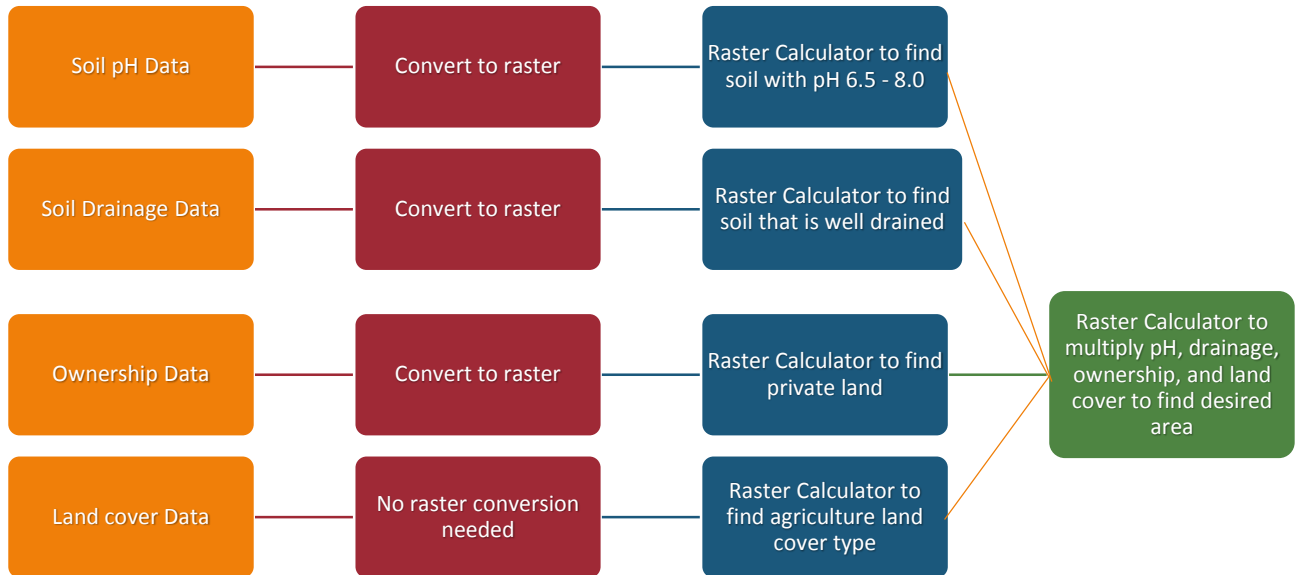 Soil pH Data
Convert to raster
Raster Calculator to find
soil with pH 6.5 - 8.0
Soil Drainage Data
Convert to raster
Raster Calculator to find
soil that is well drained
Ownership Data
Convert to raster
Raster Calculator to find
private land
Land cover Data
No raster conversion
needed
Raster Calculator to
find agriculture land
cover type
Raster Calculator to
multiply pH, drainage,
ownership, and land
cover to find desired
area